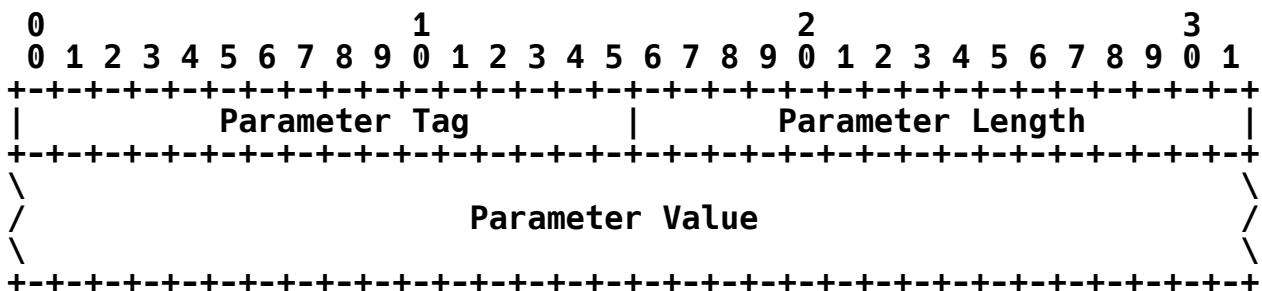 0                   1                   2                   3
 0 1 2 3 4 5 6 7 8 9 0 1 2 3 4 5 6 7 8 9 0 1 2 3 4 5 6 7 8 9 0 1
+-+-+-+-+-+-+-+-+-+-+-+-+-+-+-+-+-+-+-+-+-+-+-+-+-+-+-+-+-+-+-+-+
|          Parameter Tag        |       Parameter Length        |
+-+-+-+-+-+-+-+-+-+-+-+-+-+-+-+-+-+-+-+-+-+-+-+-+-+-+-+-+-+-+-+-+
\                                                               \
/                       Parameter Value                         /
\                                                               \
+-+-+-+-+-+-+-+-+-+-+-+-+-+-+-+-+-+-+-+-+-+-+-+-+-+-+-+-+-+-+-+-+